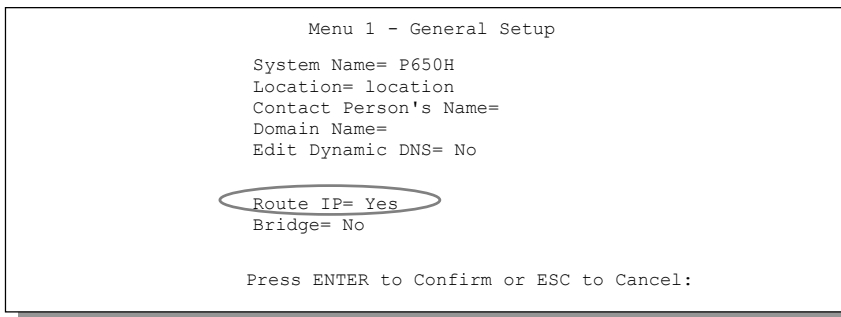 Menu 1 - General Setup
System Name= P650H
Location= location
Contact Person's Name=
Domain Name=
Edit Dynamic DNS= No
Route IP= Yes
Bridge= No
Press ENTER to Confirm or ESC to Cancel: